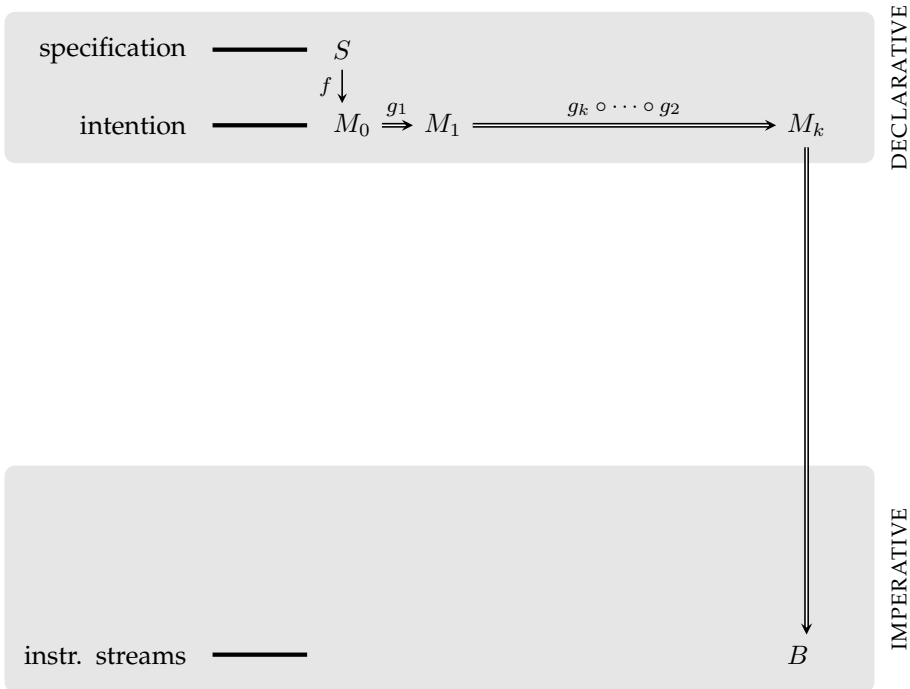 specification S
f
intention M₀ g₁ M₁ gₖ ∘ ⋯ ∘ g₂ Mₖ
DECLARATIVE
IMPERATIVE
instr. streams B